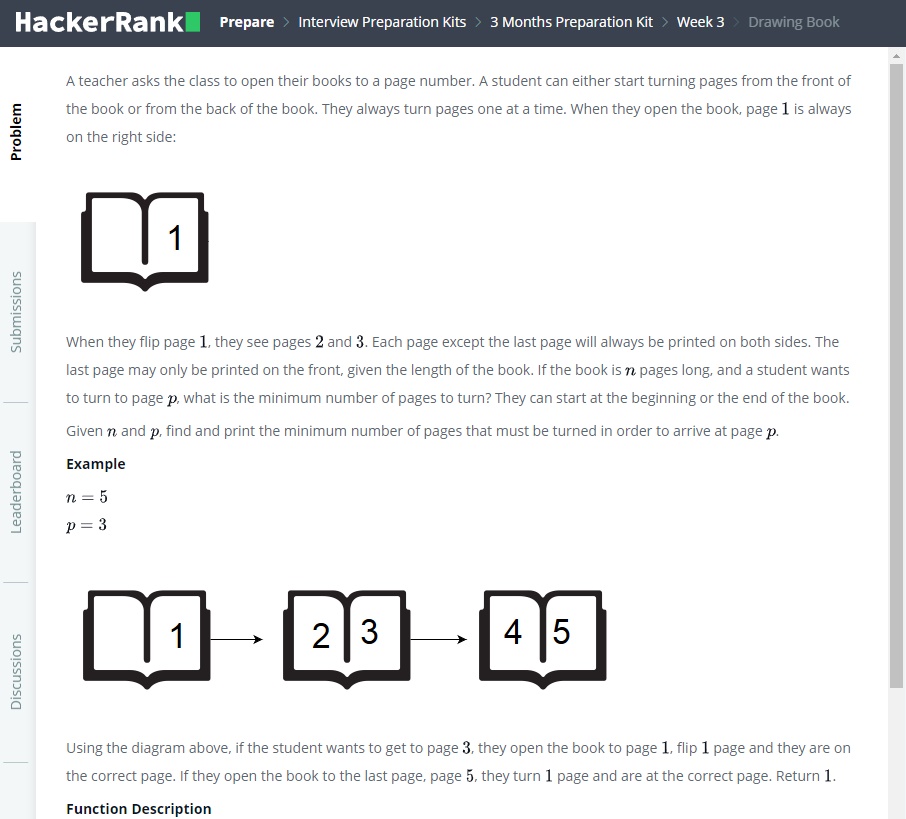 HackerRank
Prepare > Interview Preparation Kits > 3 Months Preparation Kit > Week 3 > Drawing Book
Problem
Submissions
Leaderboard
Discussions
A teacher asks the class to open their books to a page number. A student can either start turning pages from the front of
the book or from the back of the book. They always turn pages one at a time. When they open the book, page 1 is always
on the right side:
1
When they flip page 1, they see pages 2 and 3. Each page except the last page will always be printed on both sides. The
last page may only be printed on the front, given the length of the book. If the book is n pages long, and a student wants
to turn to page p, what is the minimum number of pages to turn? They can start at the beginning or the end of the book.
Given n and p, find and print the minimum number of pages that must be turned in order to arrive at page p.
Example
n = 5
p = 3
1 2 3 4 5
Using the diagram above, if the student wants to get to page 3, they open the book to page 1, flip 1 page and they are on
the correct page. If they open the book to the last page, page 5, they turn 1 page and are at the correct page. Return 1.
Function Description